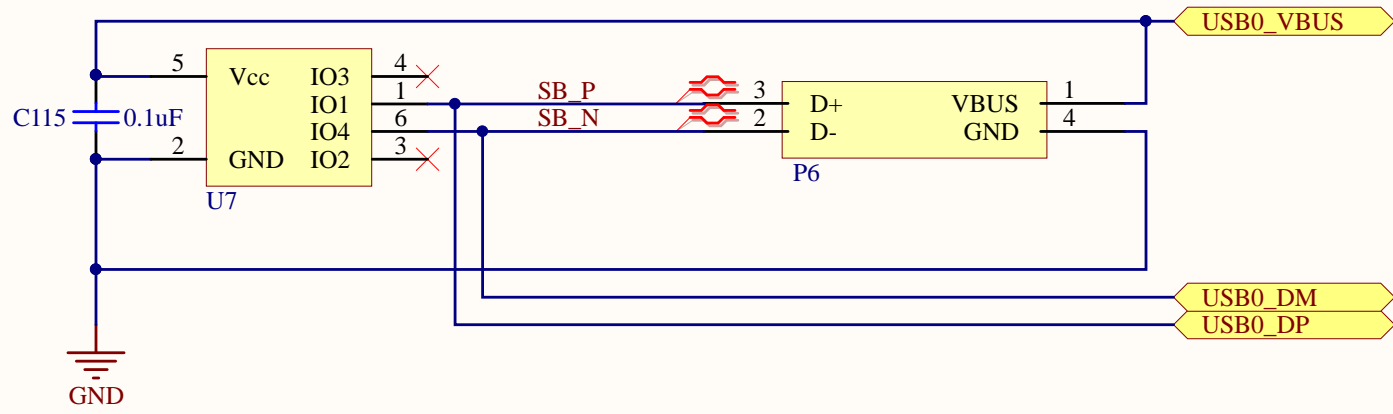 USB0_VBUS
5 Vcc IO3 4
IO1 1
C115 0.1uF
IO4 6
2 GND IO2 3
U7
SB_P
SB_N
3 D+ VBUS 1
2 D- GND 4
P6
USB0_DM
USB0_DP
GND